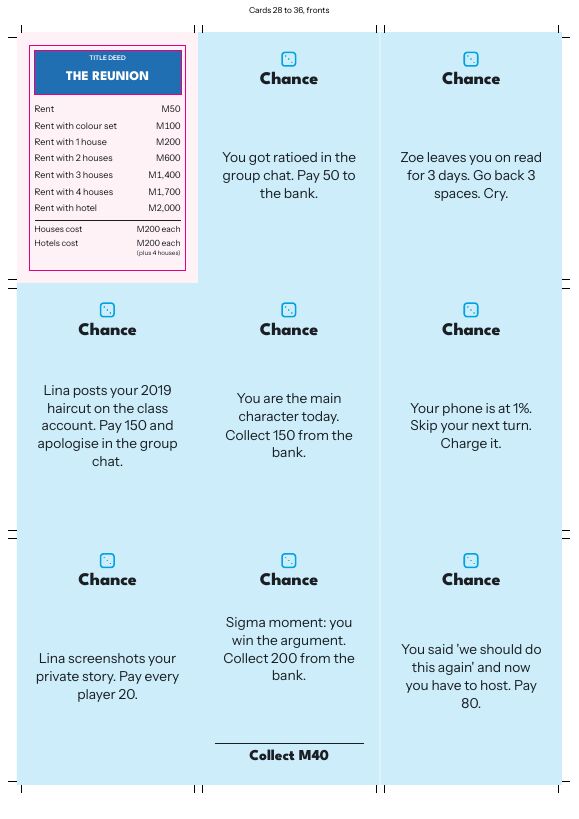 Cards 28 to 36, fronts
TITLE DEED
THE REUNION
Rent M50
Rent with colour set M100
Rent with 1 house M200
Rent with 2 houses M600
Rent with 3 houses M1,400
Rent with 4 houses M1,700
Rent with hotel M2,000
Houses cost M200 each
Hotels cost M200 each
(plus 4 houses)
Chance
You got ratioed in the
group chat. Pay 50 to
the bank.
Chance
Zoe leaves you on read
for 3 days. Go back 3
spaces. Cry.
Chance
Lina posts your 2019
haircut on the class
account. Pay 150 and
apologise in the group
chat.
Chance
You are the main
character today.
Collect 150 from the
bank.
Chance
Your phone is at 1%.
Skip your next turn.
Charge it.
Chance
Lina screenshots your
private story. Pay every
player 20.
Chance
Sigma moment: you
win the argument.
Collect 200 from the
bank.
Collect M40
Chance
You said 'we should do
this again' and now
you have to host. Pay
80.